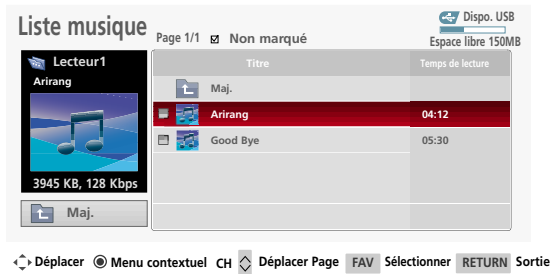 Liste musique
Page 1/1 Non marqué
Dispo. USB
Espace libre 150MB
Lecteur1
Arirang
3945 KB, 128 Kbps
Maj.
Titre Temps de lecture
Maj.
Arirang 04:12
Good Bye 05:30
Déplacer Menu contextuel CH Déplacer Page FAV Sélectionner RETURN Sortie